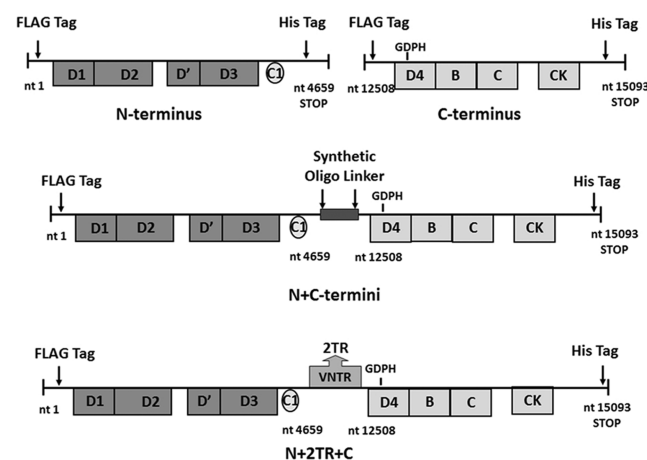 FLAG Tag His Tag FLAG Tag His Tag
GDPH
D1 D2 D' D3 C1 D4 B C CK
nt 1 nt 4659 nt 12508 nt 15093
STOP STOP
N-terminus C-terminus
Synthetic
Oligo Linker
FLAG Tag GDPH His Tag
D1 D2 D' D3 C1 D4 B C CK
nt 1 nt 4659 nt 12508 nt 15093
STOP
N+C-termini
2TR
FLAG Tag GDPH His Tag
VNTR
D1 D2 D' D3 C1 D4 B C CK
nt 1 nt 4659 nt 12508 nt 15093
STOP
N+2TR+C